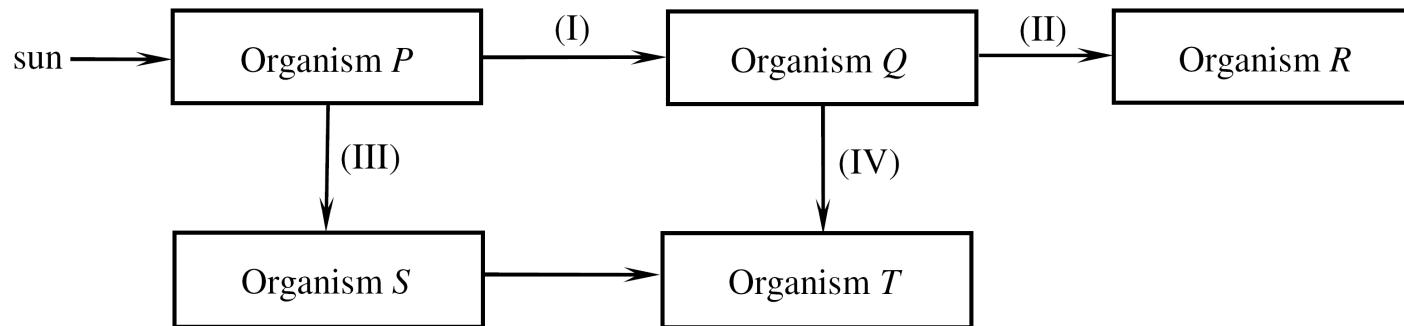 sun
Organism P
(I)
Organism Q
(II)
Organism R
(III)
(IV)
Organism S
Organism T